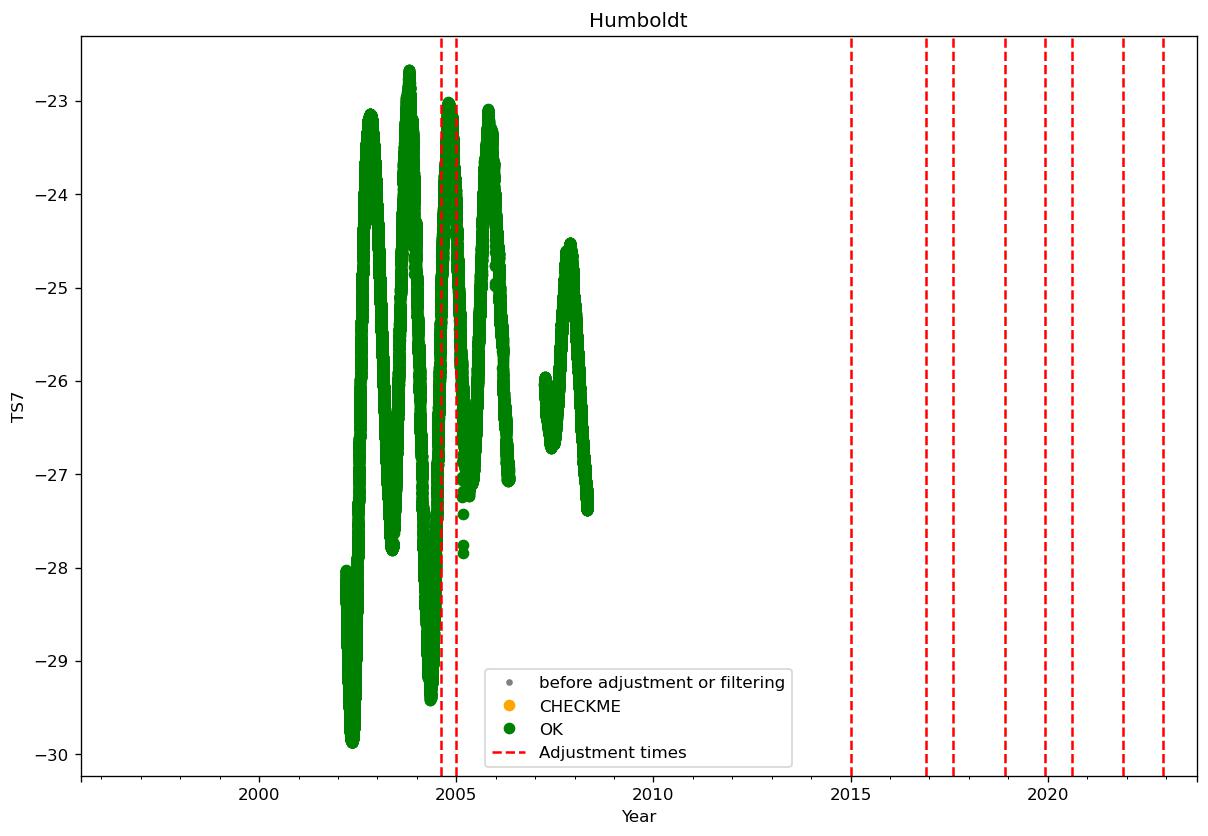 Humboldt
−23
−24
−25
−26
−27
−28
−29
−30
TS7
before adjustment or filtering
CHECKME
OK
Adjustment times
2000
2005
2010
2015
2020
Year